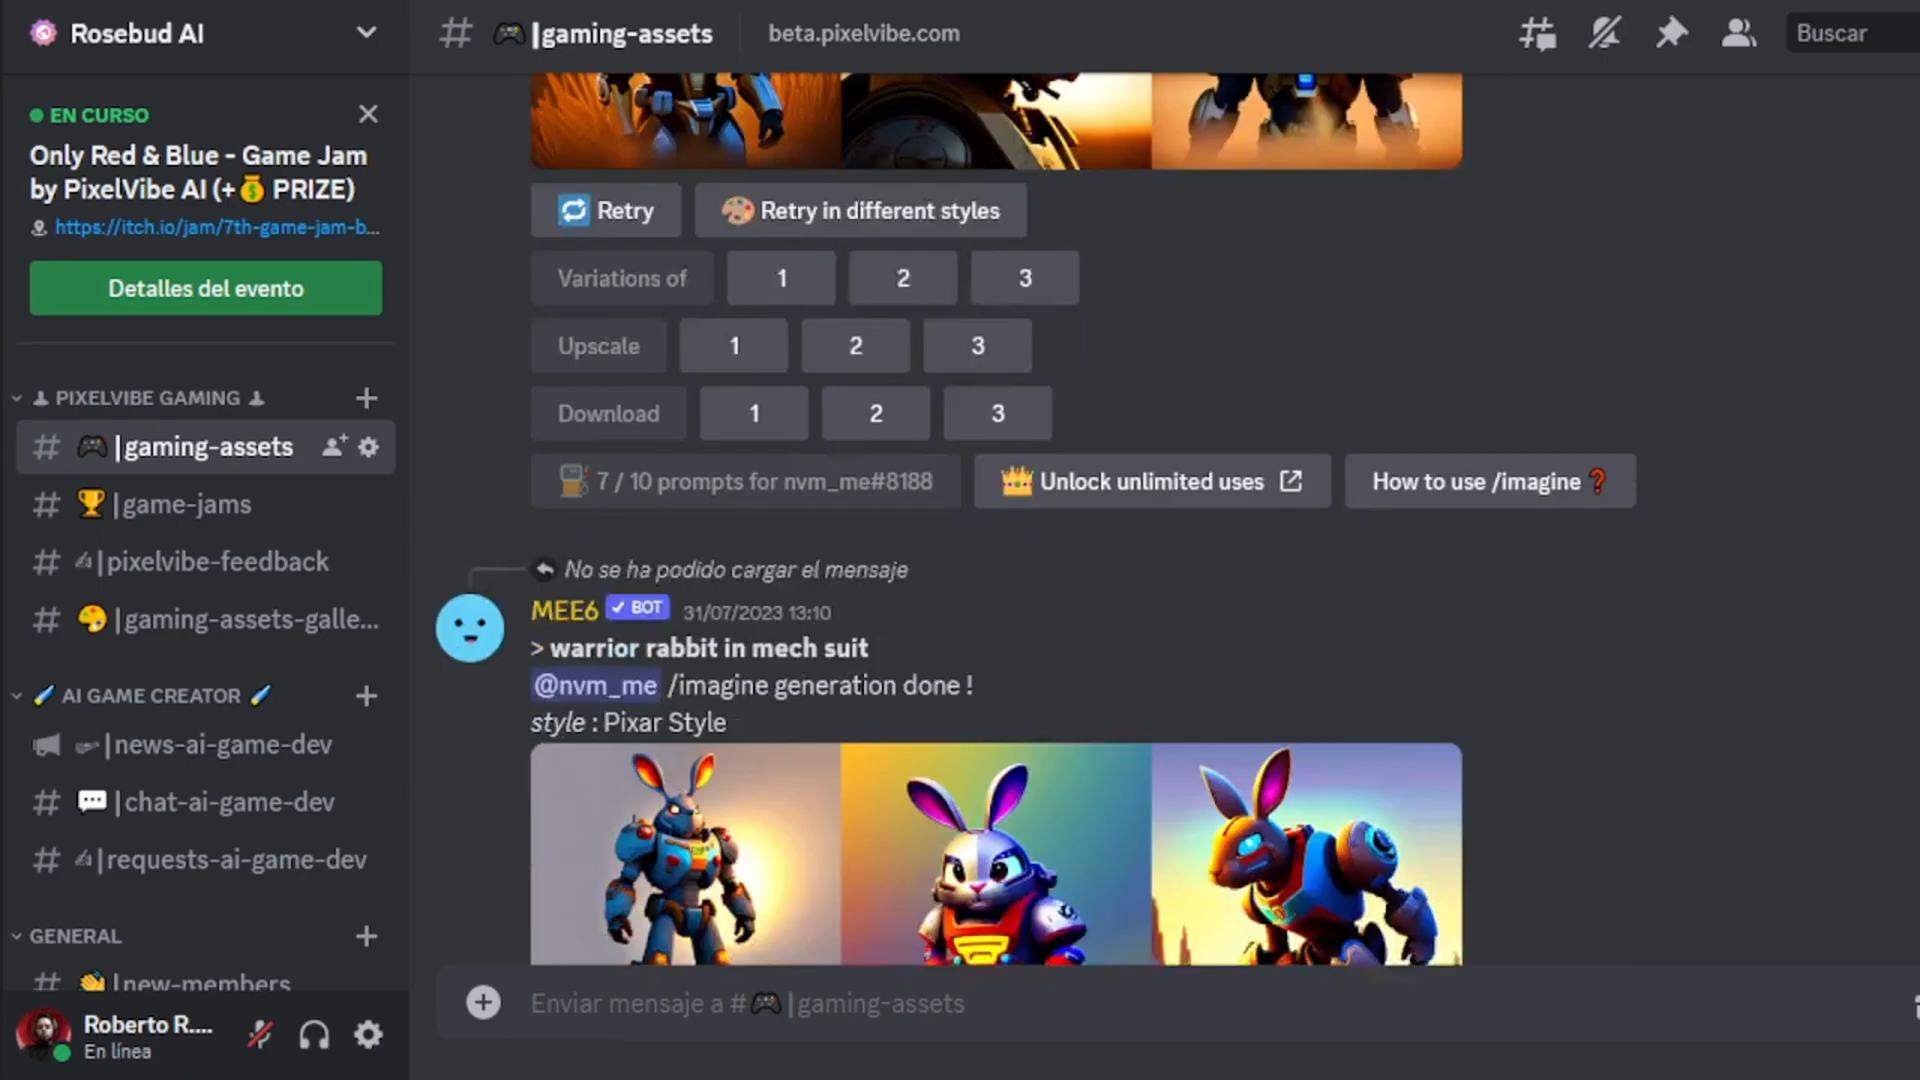 Rosebud AI
EN CURSO
Only Red & Blue - Game Jam
by PixelVibe AI (+💰 PRIZE)
https://itch.io/jam/7th-game-jam-b...
Detalles del evento
PIXELVIBE GAMING
|gaming-assets
|game-jams
|pixelvibe-feedback
|gaming-assets-galle...
AI GAME CREATOR
|news-ai-game-dev
|chat-ai-game-dev
|requests-ai-game-dev
GENERAL
|new-members
Roberto R....
En línea
# 🎮|gaming-assets
beta.pixelvibe.com
Buscar
Retry
Retry in different styles
Variations of 1 2 3
Upscale 1 2 3
Download 1 2 3
7 / 10 prompts for nvm_me#8188
Unlock unlimited uses
How to use /imagine❓
No se ha podido cargar el mensaje
MEE6 ✓ BOT 31/07/2023 13:10
> warrior rabbit in mech suit
@nvm_me /imagine generation done !
style : Pixar Style
Enviar mensaje a #🎮|gaming-assets